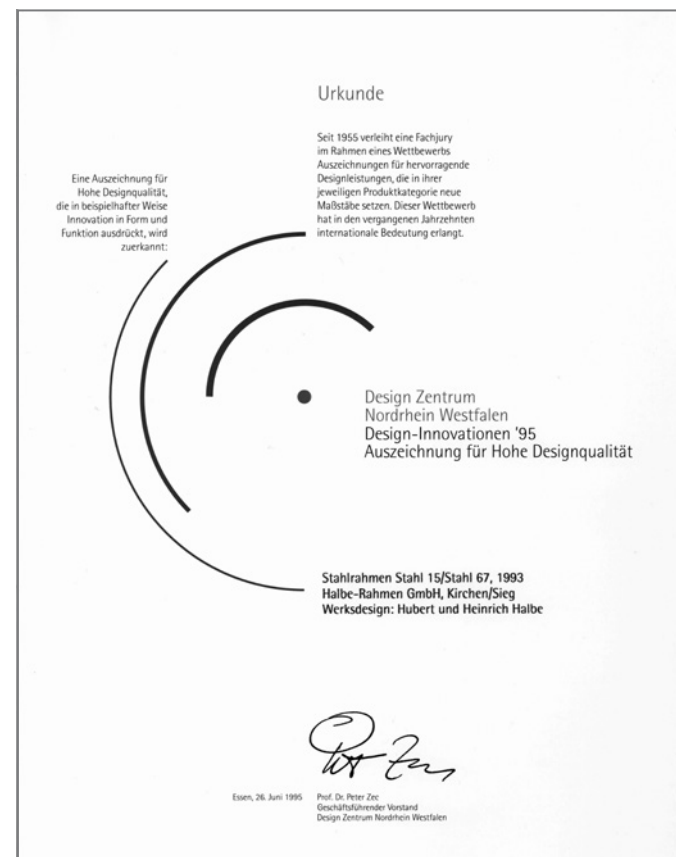 Urkunde
Seit 1955 verleiht eine Fachjury
im Rahmen eines Wettbewerbs
Auszeichnungen für hervorragende
Designleistungen, die in ihrer
jeweiligen Produktkategorie neue
Maßstäbe setzen. Dieser Wettbewerb
hat in den vergangenen Jahrzehnten
internationale Bedeutung erlangt.
Eine Auszeichnung für
Hohe Designqualität,
die in beispielhafter Weise
Innovation in Form und
Funktion ausdrückt, wird
zuerkannt:
Design Zentrum
Nordrhein Westfalen
Design-Innovationen '95
Auszeichnung für Hohe Designqualität
Stahlrahmen Stahl 15/Stahl 67, 1993
Halbe-Rahmen GmbH, Kirchen/Sieg
Werksdesign: Hubert und Heinrich Halbe
Peter Zec
Essen, 26. Juni 1995
Prof. Dr. Peter Zec
Geschäftsführender Vorstand
Design Zentrum Nordrhein Westfalen